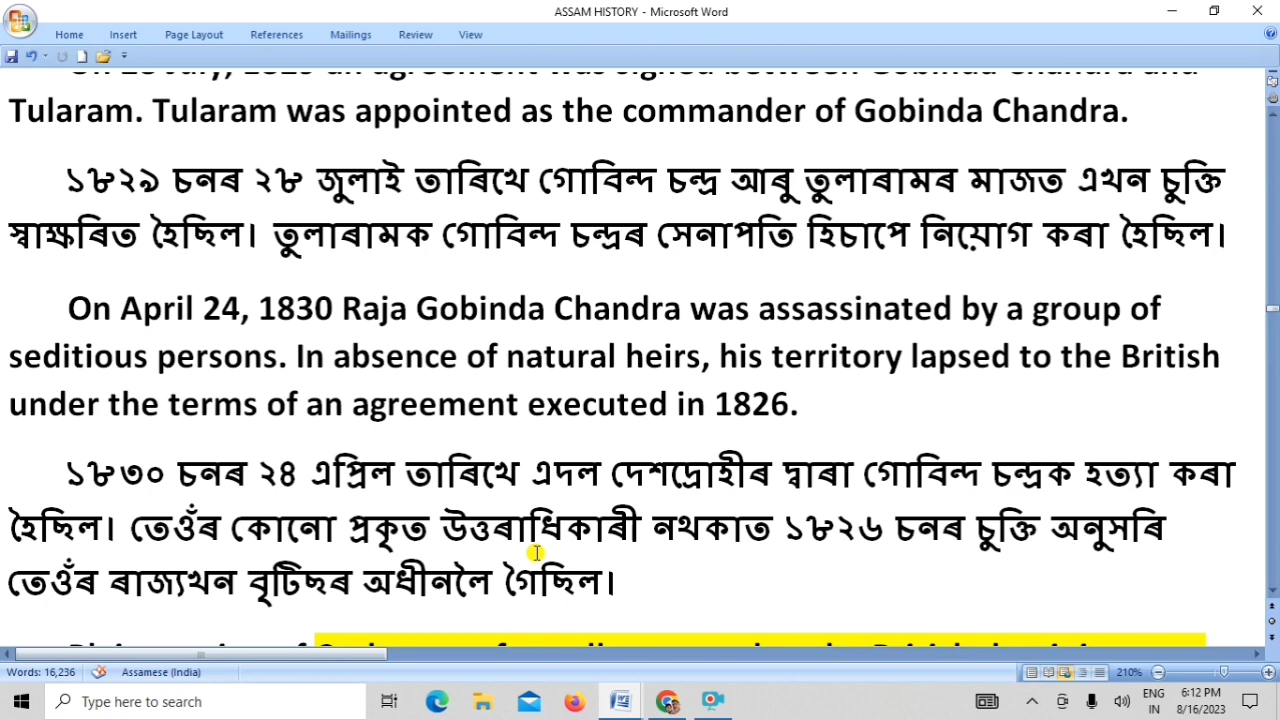 ASSAM HISTORY - Microsoft Word
Home Insert Page Layout References Mailings Review View
Tularam. Tularam was appointed as the commander of Gobinda Chandra.
১৮২৯ চনৰ ২৮ জুলাই তাৰিখে গোবিন্দ চন্দ্ৰ আৰু তুলাৰামৰ মাজত এখন চুক্তি
স্বাক্ষৰিত হৈছিল। তুলাৰামক গোবিন্দ চন্দ্ৰৰ সেনাপতি হিচাপে নিয়োগ কৰা হৈছিল।
On April 24, 1830 Raja Gobinda Chandra was assassinated by a group of
seditious persons. In absence of natural heirs, his territory lapsed to the British
under the terms of an agreement executed in 1826.
১৮৩০ চনৰ ২৪ এপ্ৰিল তাৰিখে এদল দেশদ্ৰোহীৰ দ্বাৰা গোবিন্দ চন্দ্ৰক হত্যা কৰা
হৈছিল। তেওঁৰ কোনো প্ৰকৃত উত্তৰাধিকাৰী নথকাত ১৮২৬ চনৰ চুক্তি অনুসৰি
তেওঁৰ ৰাজ্যখন বৃটিছৰ অধীনলৈ গৈছিল।
Words: 16,236 Assamese (India) 210%
Type here to search ENG 6:12 PM
IN 8/16/2023